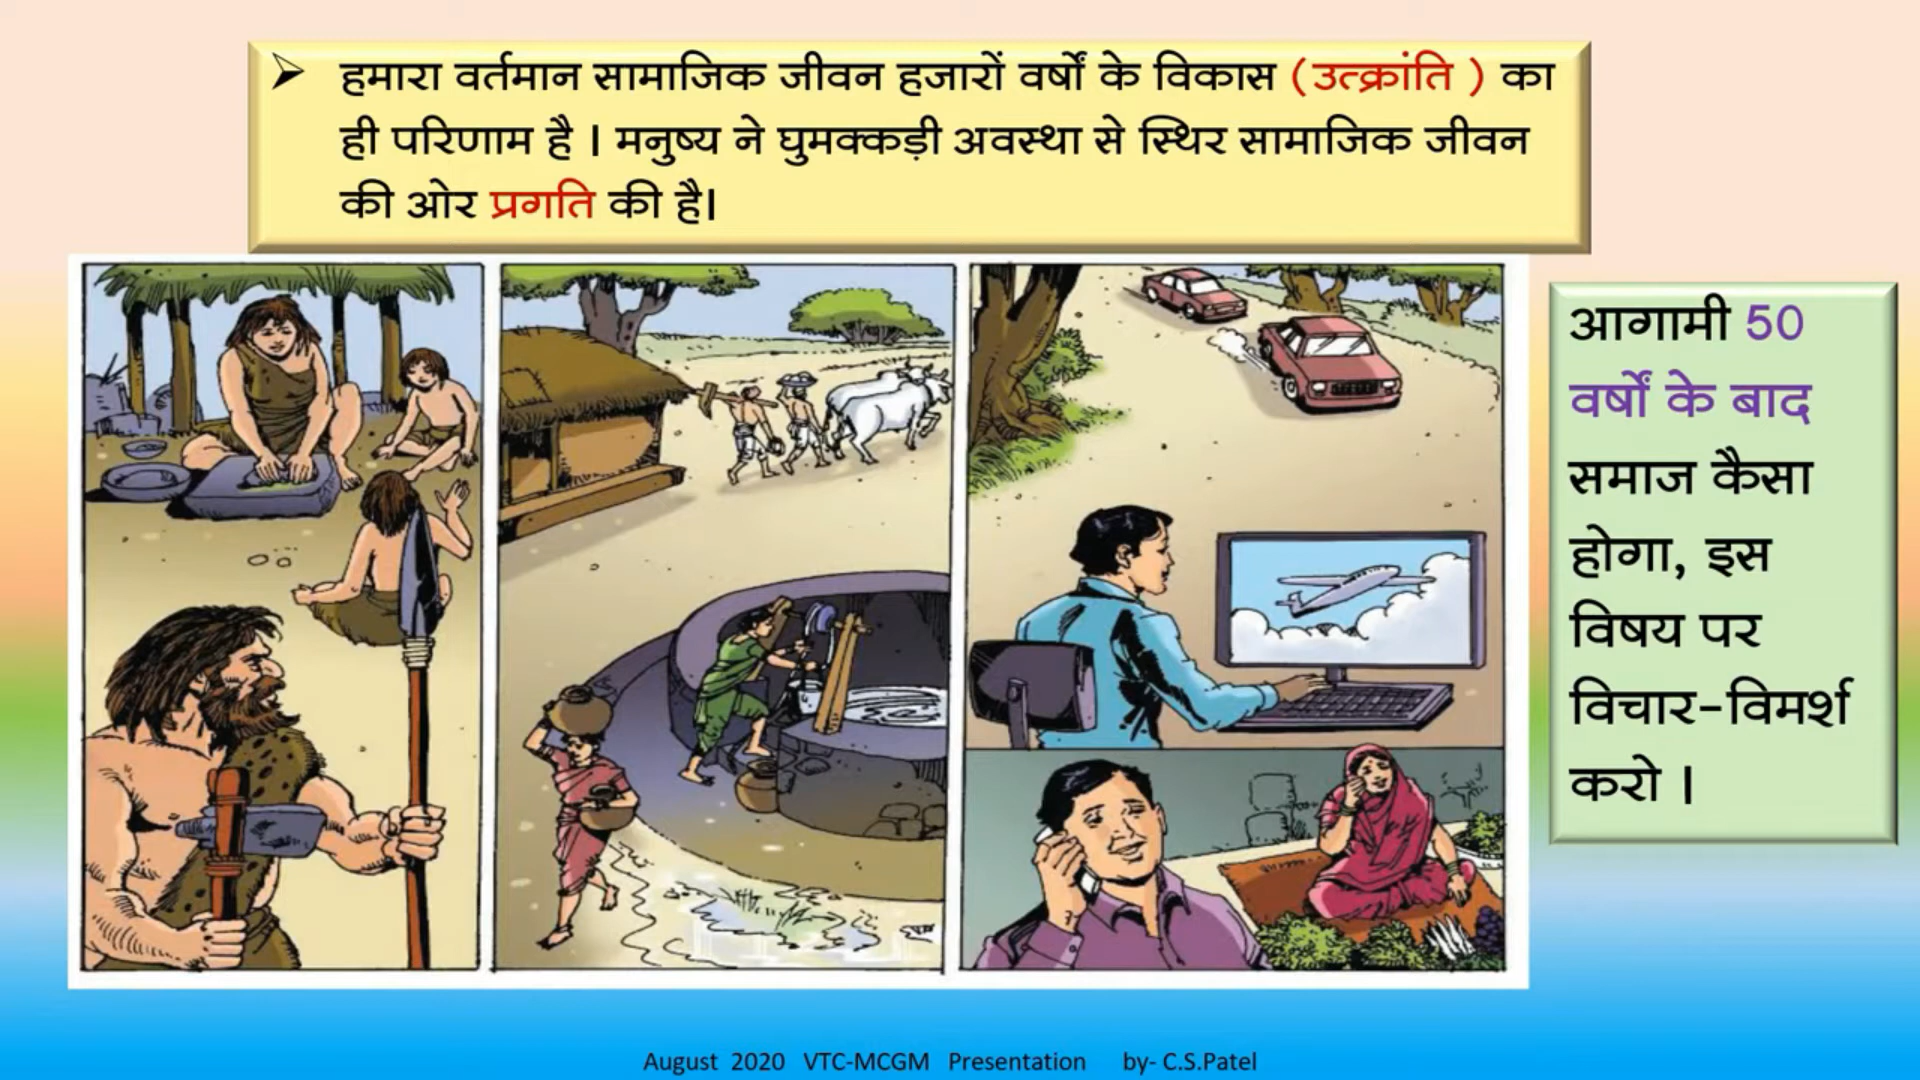 ➢ हमारा वर्तमान सामाजिक जीवन हजारों वर्षों के विकास (उत्क्रांति ) का
ही परिणाम है । मनुष्य ने घुमक्कड़ी अवस्था से स्थिर सामाजिक जीवन
की ओर प्रगति की है।
आगामी 50
वर्षों के बाद
समाज कैसा
होगा, इस
विषय पर
विचार-विमर्श
करो ।
August 2020 VTC-MCGM Presentation by- C.S.Patel